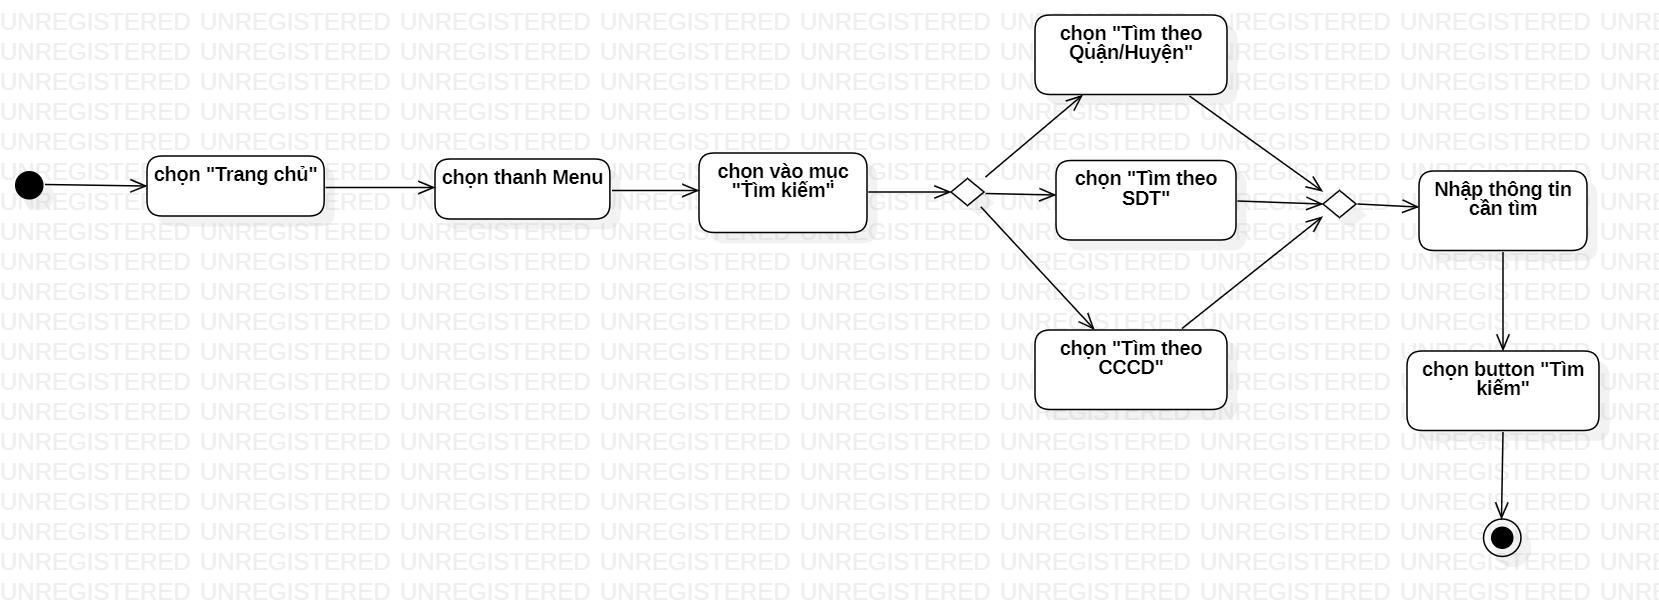 chọn "Trang chủ"
chọn thanh Menu
chọn vào mục
"Tìm kiếm"
chọn "Tìm theo
Quận/Huyện"
chọn "Tìm theo
SDT"
chọn "Tìm theo
CCCD"
Nhập thông tin
cần tìm
chọn button "Tìm
kiếm"
UNREGISTERED